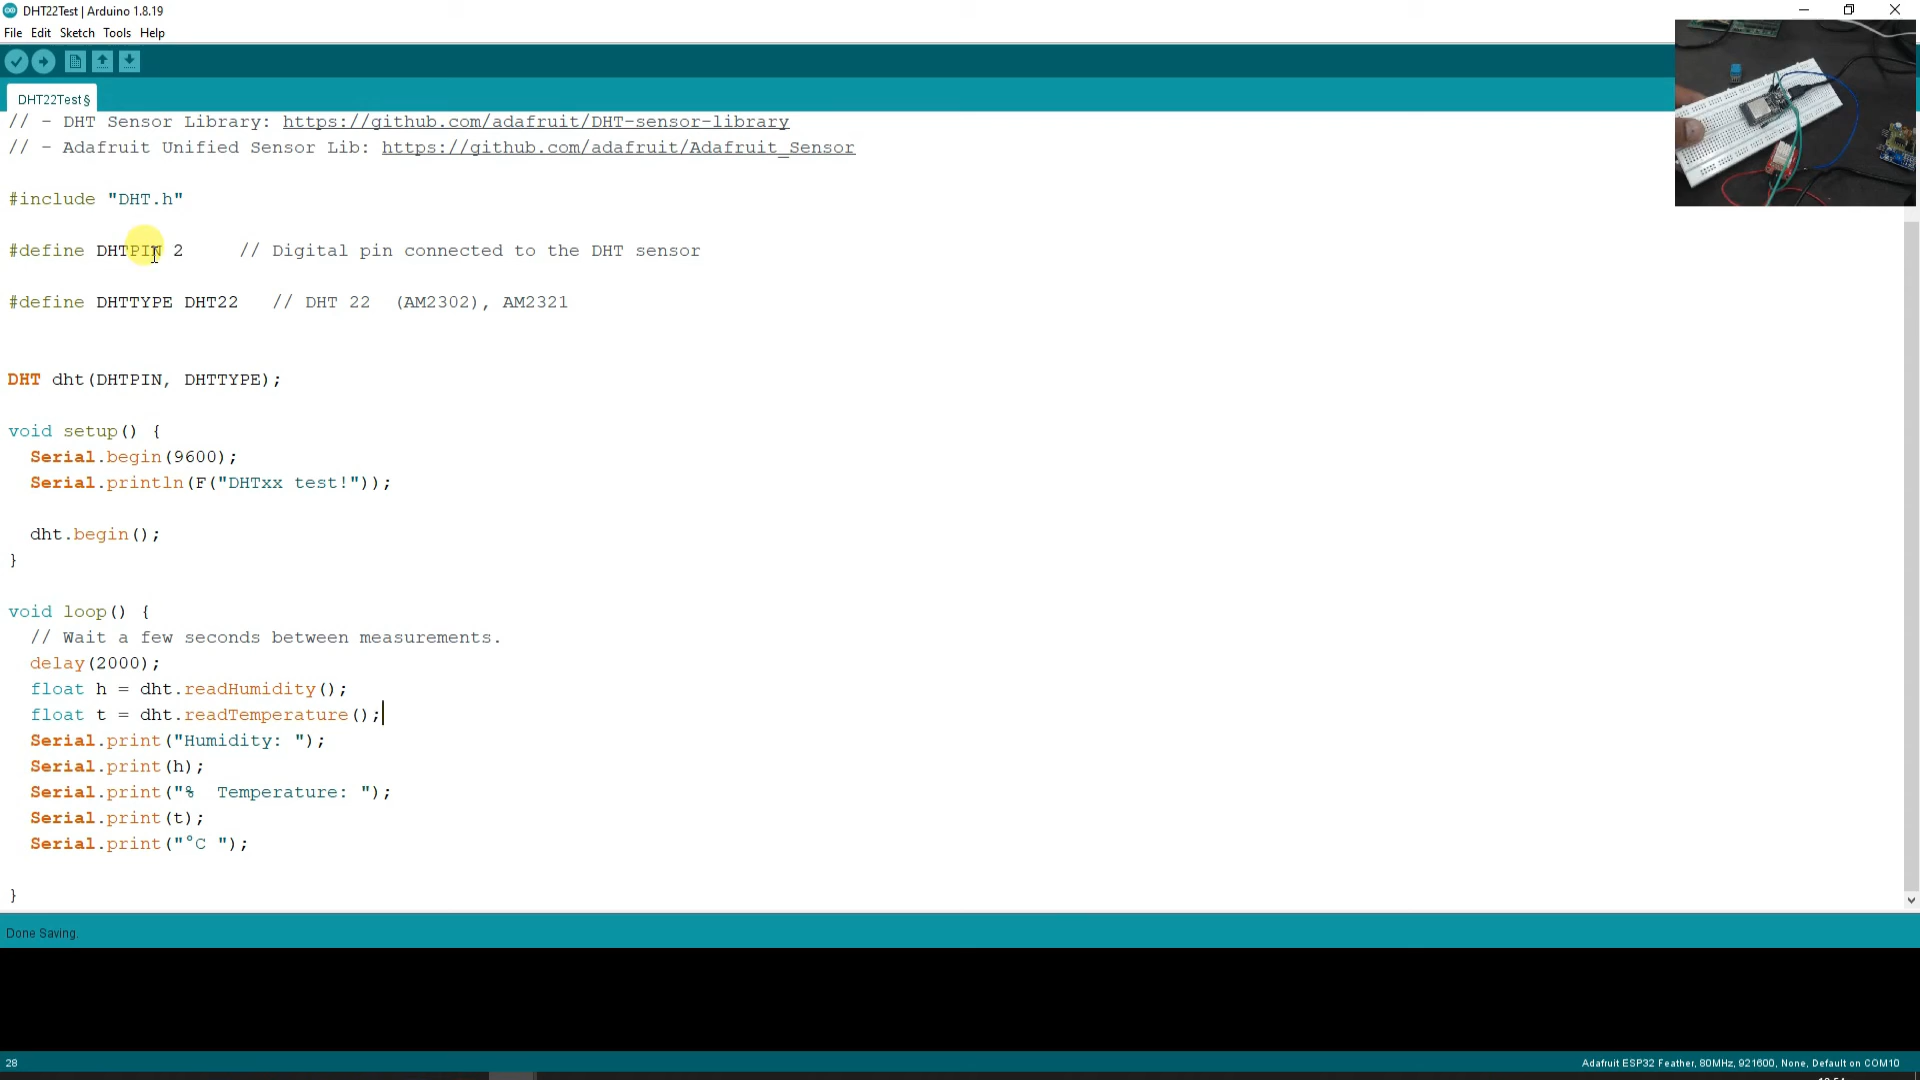 DHT22Test | Arduino 1.8.19
File Edit Sketch Tools Help
DHT22Test§
// - DHT Sensor Library: https://github.com/adafruit/DHT-sensor-library
// - Adafruit Unified Sensor Lib: https://github.com/adafruit/Adafruit_Sensor
#include "DHT.h"
#define DHTPIN 2 // Digital pin connected to the DHT sensor
#define DHTTYPE DHT22 // DHT 22 (AM2302), AM2321
DHT dht(DHTPIN, DHTTYPE);
void setup() {
Serial.begin(9600);
Serial.println(F("DHTxx test!"));
dht.begin();
}
void loop() {
// Wait a few seconds between measurements.
delay(2000);
float h = dht.readHumidity();
float t = dht.readTemperature();
Serial.print("Humidity: ");
Serial.print(h);
Serial.print("%  Temperature: ");
Serial.print(t);
Serial.print("°C ");
}
Done Saving.
28
Adafruit ESP32 Feather, 80MHz, 921600, None, Default on COM10